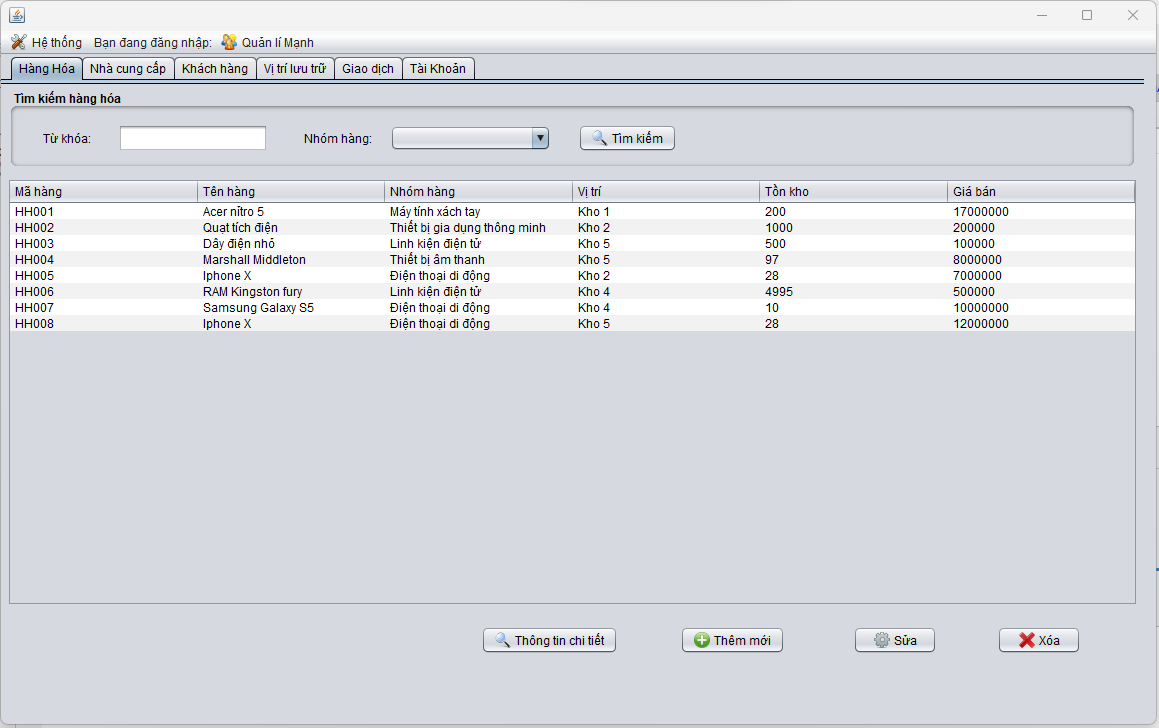 Hệ thống Bạn đang đăng nhập: Quản lí Mạnh
Hàng Hóa Nhà cung cấp Khách hàng Vị trí lưu trữ Giao dịch Tài Khoản
Tìm kiếm hàng hóa
Từ khóa: Nhóm hàng: Tìm kiếm
Mã hàng Tên hàng Nhóm hàng Vị trí Tồn kho Giá bán
HH001 Acer nitro 5 Máy tính xách tay Kho 1 200 17000000
HH002 Quạt tích điện Thiết bị gia dụng thông minh Kho 2 1000 200000
HH003 Dây điện nhỏ Linh kiện điện tử Kho 5 500 100000
HH004 Marshall Middleton Thiết bị âm thanh Kho 5 97 8000000
HH005 Iphone X Điện thoại di động Kho 2 28 7000000
HH006 RAM Kingston fury Linh kiện điện tử Kho 4 4995 500000
HH007 Samsung Galaxy S5 Điện thoại di động Kho 4 10 10000000
HH008 Iphone X Điện thoại di động Kho 5 28 12000000
Thông tin chi tiết Thêm mới Sửa Xóa